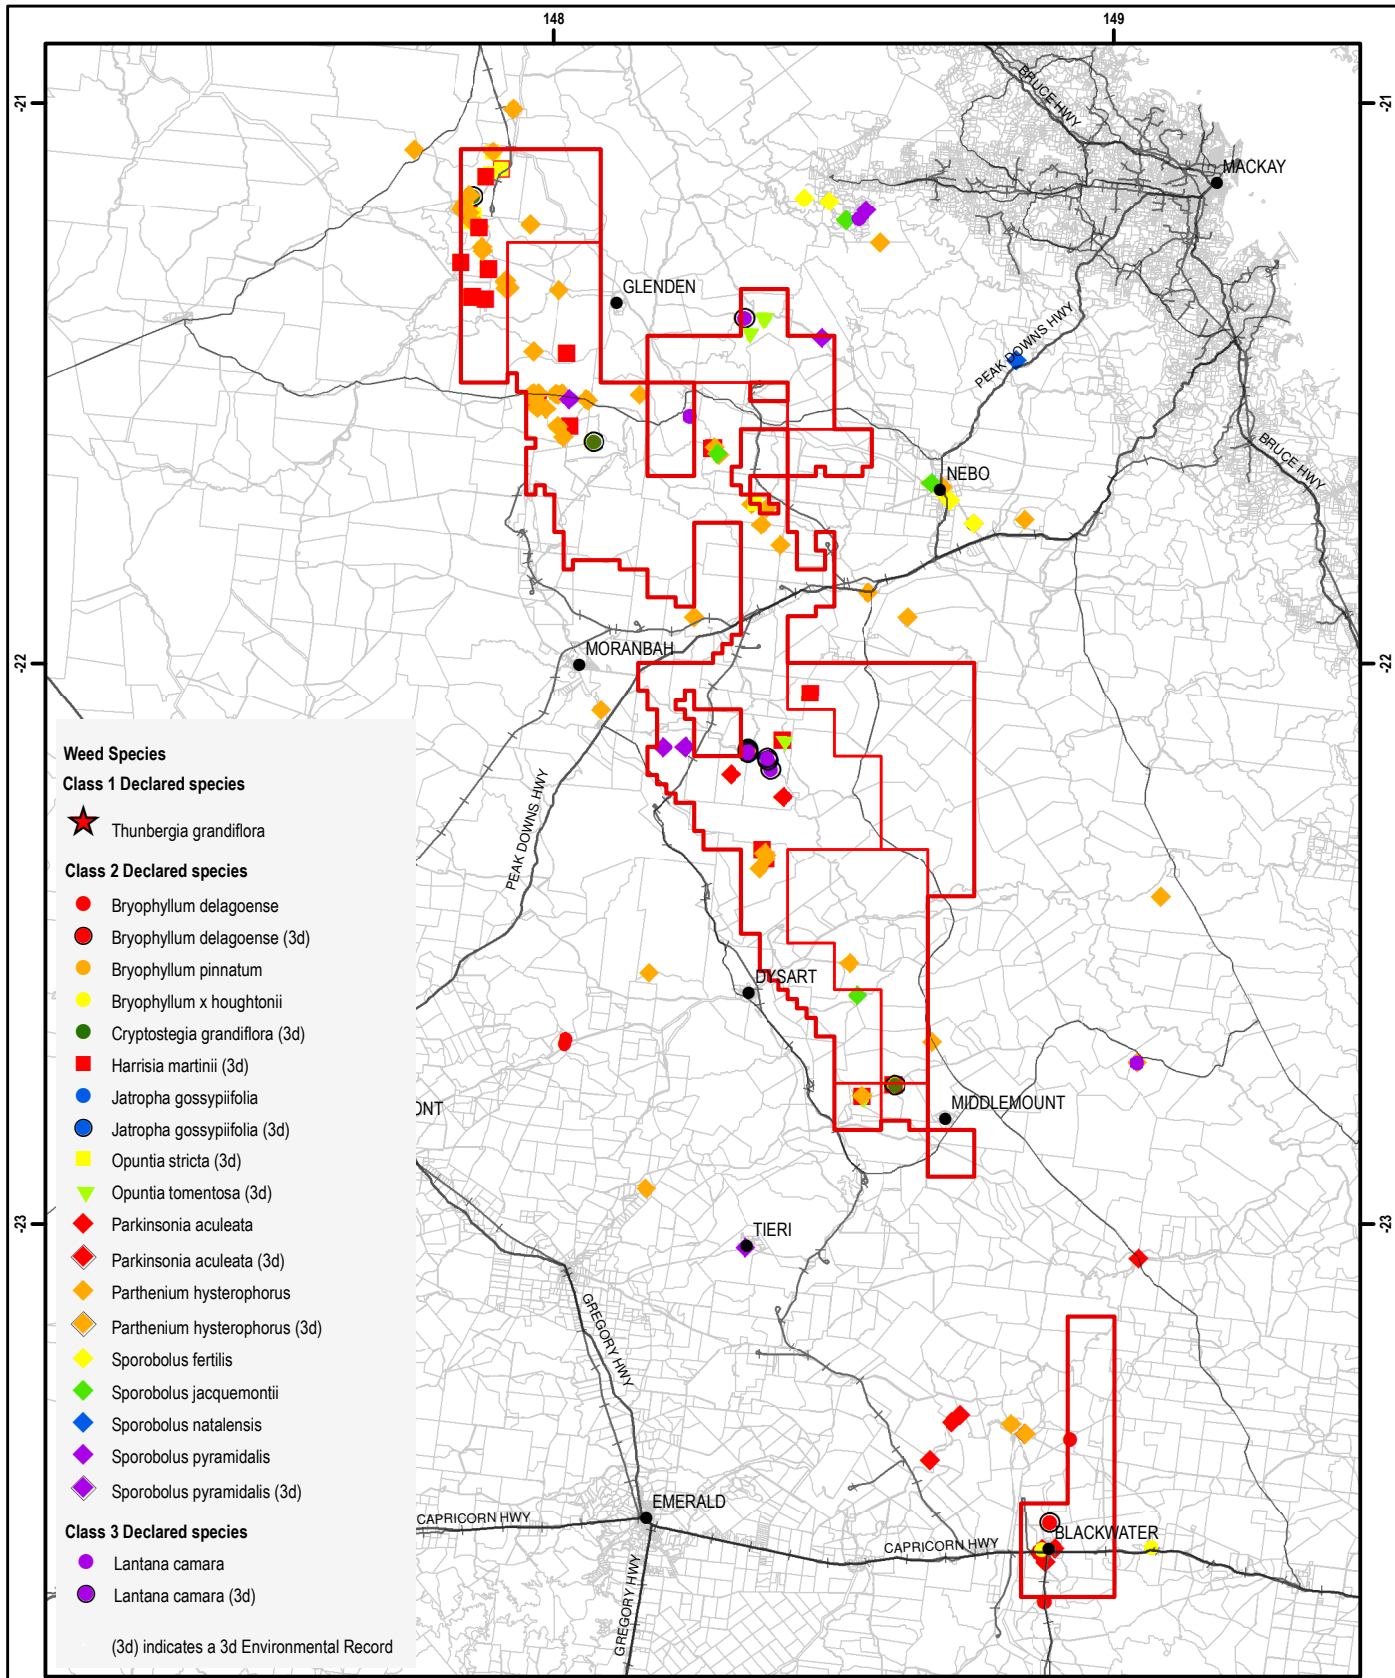 148
149
-21
-21
BRUCE HWY
MACKAY
GLENDEN
PEAK DOWNS HWY
BRUCE HWY
NEBO
-22
-22
MORANBAH
PEAK DOWNS HWY
DYSART
MIDDLEMOUNT
ONT
-23
-23
TIERI
GREGORY HWY
EMERALD
CAPRICORN HWY
CAPRICORN HWY
BLACKWATER
GREGORY HWY
Weed Species
Class 1 Declared species
Thunbergia grandiflora
Class 2 Declared species
Bryophyllum delagoense
Bryophyllum delagoense (3d)
Bryophyllum pinnatum
Bryophyllum x houghtonii
Cryptostegia grandiflora (3d)
Harrisia martinii (3d)
Jatropha gossypiifolia
Jatropha gossypiifolia (3d)
Opuntia stricta (3d)
Opuntia tomentosa (3d)
Parkinsonia aculeata
Parkinsonia aculeata (3d)
Parthenium hysterophorus
Parthenium hysterophorus (3d)
Sporobolus fertilis
Sporobolus jacquemontii
Sporobolus natalensis
Sporobolus pyramidalis
Sporobolus pyramidalis (3d)
Class 3 Declared species
Lantana camara
Lantana camara (3d)
(3d) indicates a 3d Environmental Record